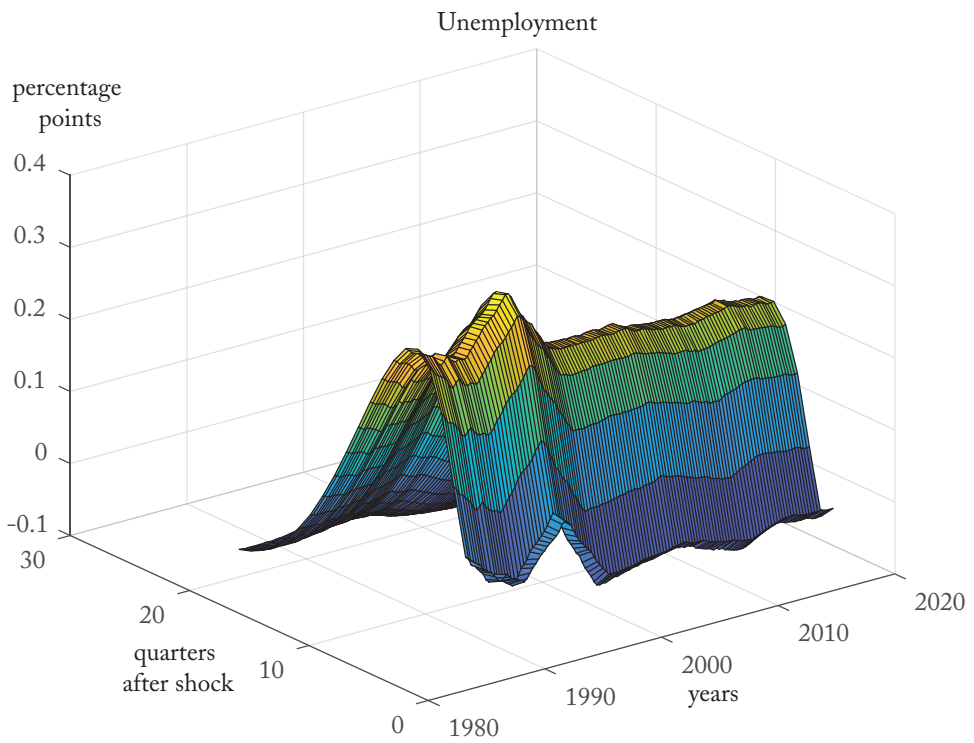 Unemployment
percentage
points
0.4
0.3
0.2
0.1
0
-0.1
30
20
10
0
quarters
after shock
1980
1990
2000
2010
2020
years